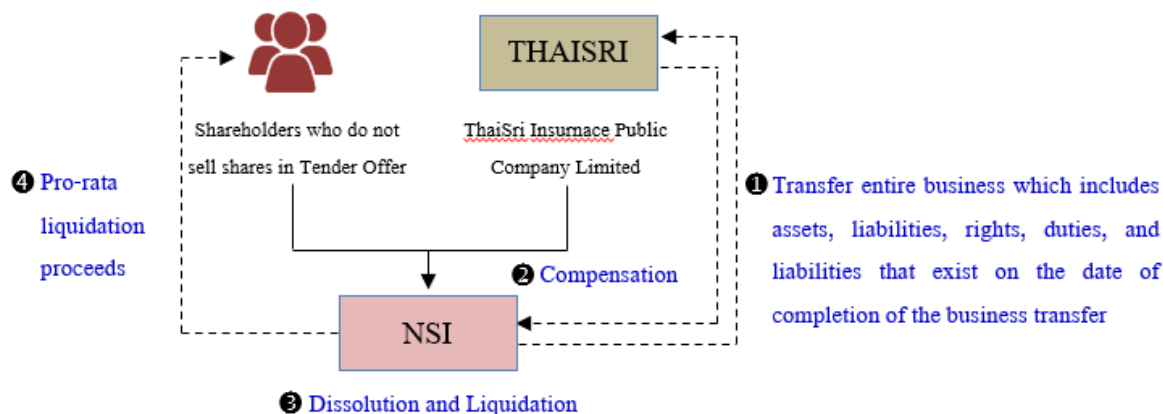 THAISRI
Shareholders who do not
sell shares in Tender Offer
ThaiSri Insurnace Public
Company Limited
❹ Pro-rata
liquidation
proceeds
❶ Transfer entire business which includes
assets, liabilities, rights, duties, and
liabilities that exist on the date of
completion of the business transfer
❷ Compensation
NSI
❸ Dissolution and Liquidation